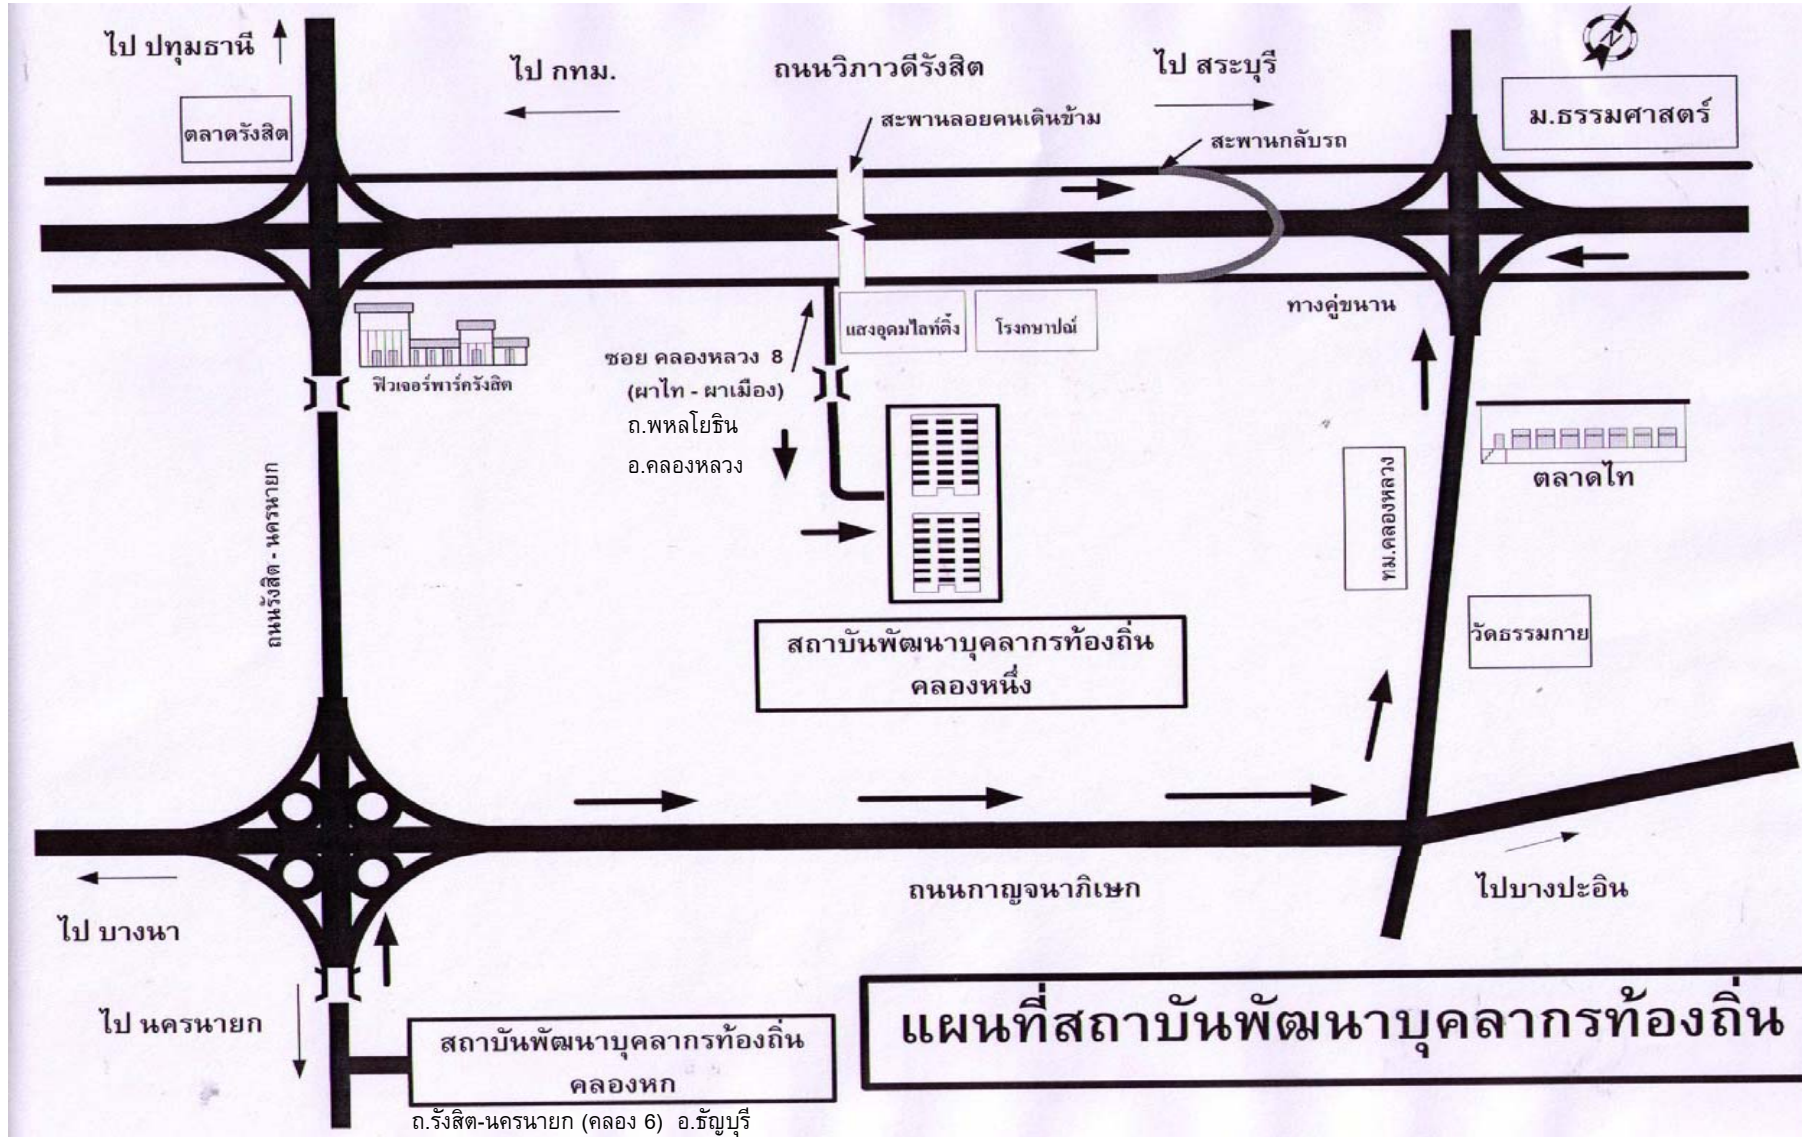 ไป ปทุมธานี
ไป กทม.
ถนนวิภาวดีรังสิต
ไป สระบุรี
N
ตลาดรังสิต
สะพานลอยคนเดินข้าม
สะพานกลับรถ
ม.ธรรมศาสตร์
ทางคู่ขนาน
แสงอุดมไลท์ติ้ง
โรงกษาปณ์
ฟิวเจอร์พาร์ครังสิต
ซอย คลองหลวง 8
(ผาไท - ผาเมือง)
ถ.พหลโยธิน
อ.คลองหลวง
ถนนรังสิต - นครนายก
ทม.คลองหลวง
ตลาดไท
วัดธรรมกาย
สถาบันพัฒนาบุคลากรท้องถิ่น
คลองหนึ่ง
ถนนกาญจนาภิเษก
ไปบางปะอิน
ไป บางนา
ไป นครนายก
สถาบันพัฒนาบุคลากรท้องถิ่น
คลองหก
ถ.รังสิต-นครนายก (คลอง 6) อ.ธัญบุรี
แผนที่สถาบันพัฒนาบุคลากรท้องถิ่น